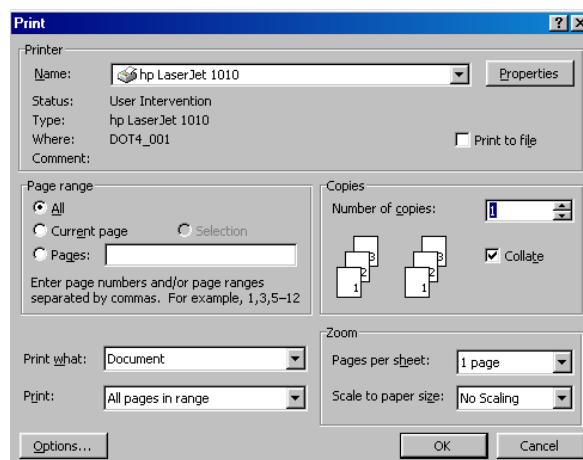 Print
Printer
Name: hp LaserJet 1010 Properties
Status: User Intervention
Type: hp LaserJet 1010
Where: DOT4_001 Print to file
Comment:
Page range
All
Current page Selection
Pages:
Enter page numbers and/or page ranges
separated by commas. For example, 1,3,5–12
Copies
Number of copies: 1
3 3
2 2
1 1
Collate
Print what: Document
Print: All pages in range
Zoom
Pages per sheet: 1 page
Scale to paper size: No Scaling
Options... OK Cancel